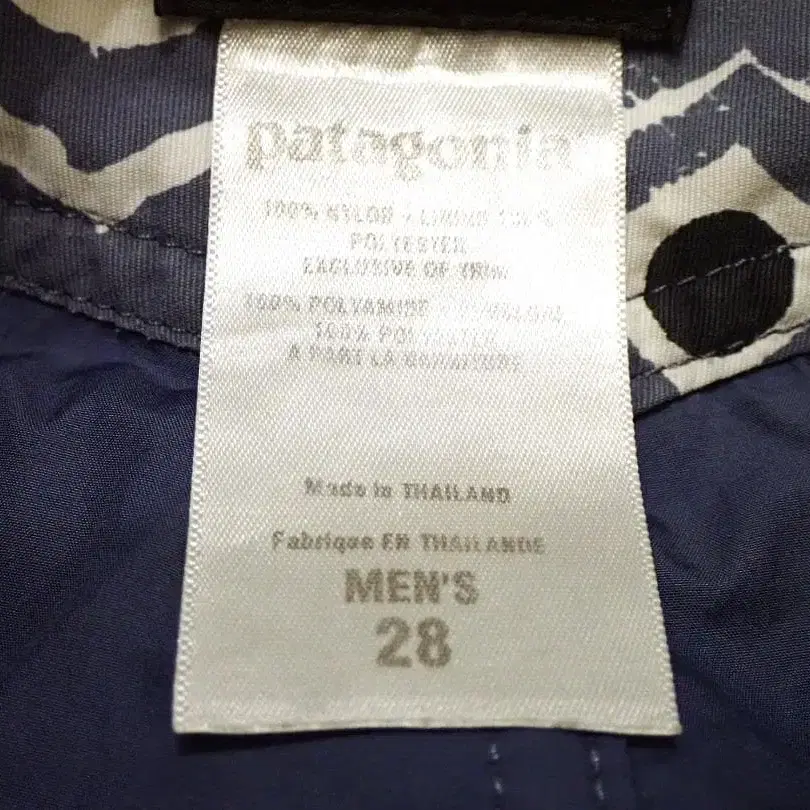 patagonia
100% NYLON • LINING 100%
POLYESTER
EXCLUSIVE OF TRIM
100% POLYAMIDE
100% POLYESTER
A PART LA GARNITURE
Made in THAILAND
Fabrique EN THAILANDE
MEN'S
28